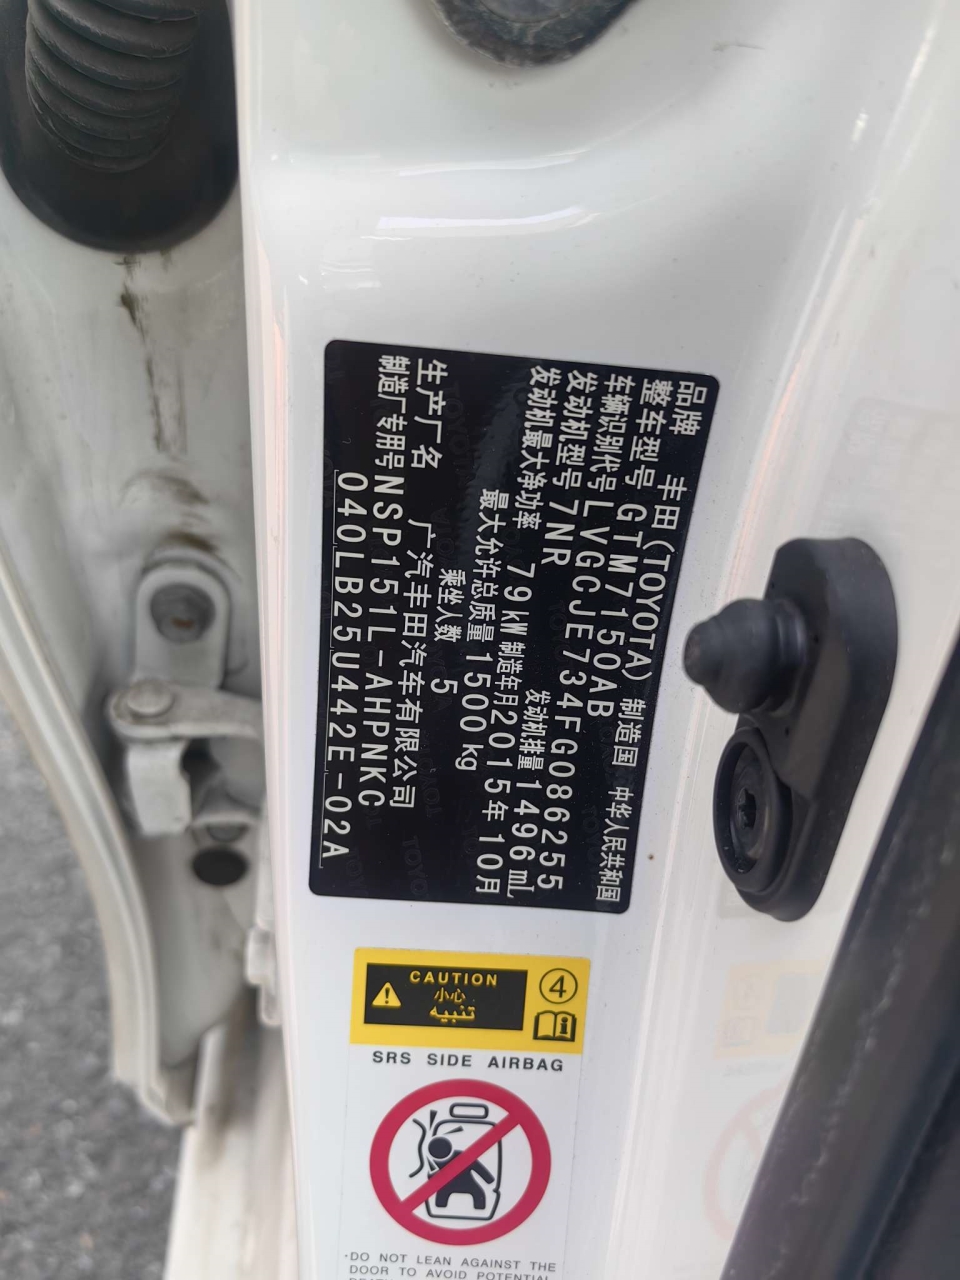 品牌 丰田(TOYOTA) 制造国 中华人民共和国
整车型号 GTM7150AB
车辆识别代号 LVGCJE734FG086255
发动机型号 7NR 发动机排量 1496 mL
发动机最大净功率 79 kW 制造年月 2015年10月
最大允许总质量 1500 kg
乘坐人数 5
生产厂名 广汽丰田汽车有限公司
制造厂专用号 NSP151L-AHPNKC
040LB25U442E-02A
CAUTION
小心
تنبيه
4
SRS SIDE AIRBAG
·DO NOT LEAN AGAINST THE
DOOR TO AVOID POTENTIAL